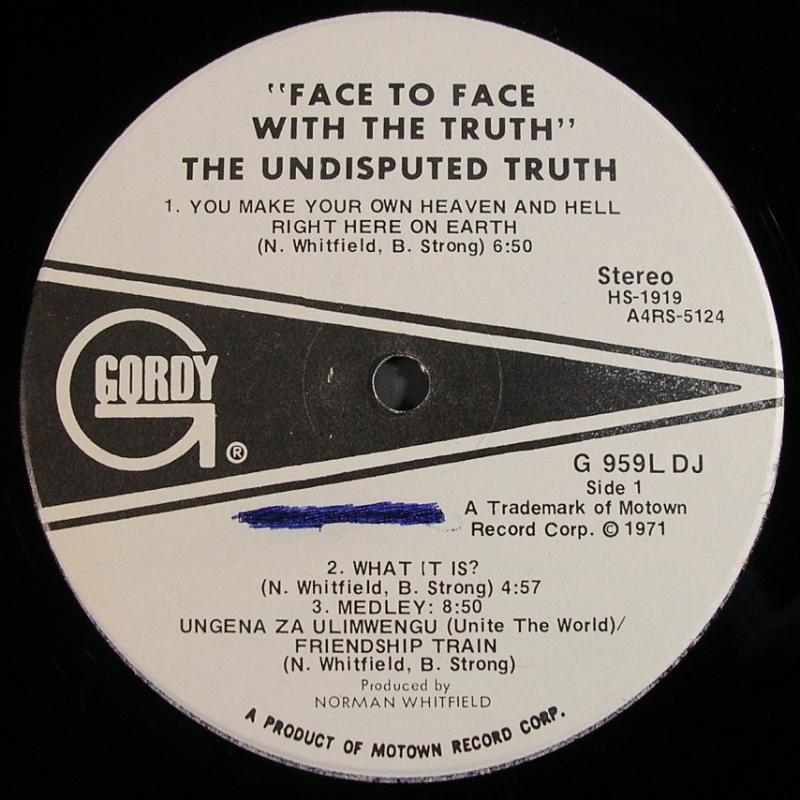 "FACE TO FACE
WITH THE TRUTH"
THE UNDISPUTED TRUTH
1. YOU MAKE YOUR OWN HEAVEN AND HELL
RIGHT HERE ON EARTH
(N. Whitfield, B. Strong) 6:50
Stereo
HS-1919
A4RS-5124
GORDY
G
®
G 959L DJ
Side 1
A Trademark of Motown
Record Corp. © 1971
2. WHAT IT IS?
(N. Whitfield, B. Strong) 4:57
3. MEDLEY: 8:50
UNGENA ZA ULIMWENGU (Unite The World)/
FRIENDSHIP TRAIN
(N. Whitfield, B. Strong)
Produced by
NORMAN WHITFIELD
A PRODUCT OF MOTOWN RECORD CORP.